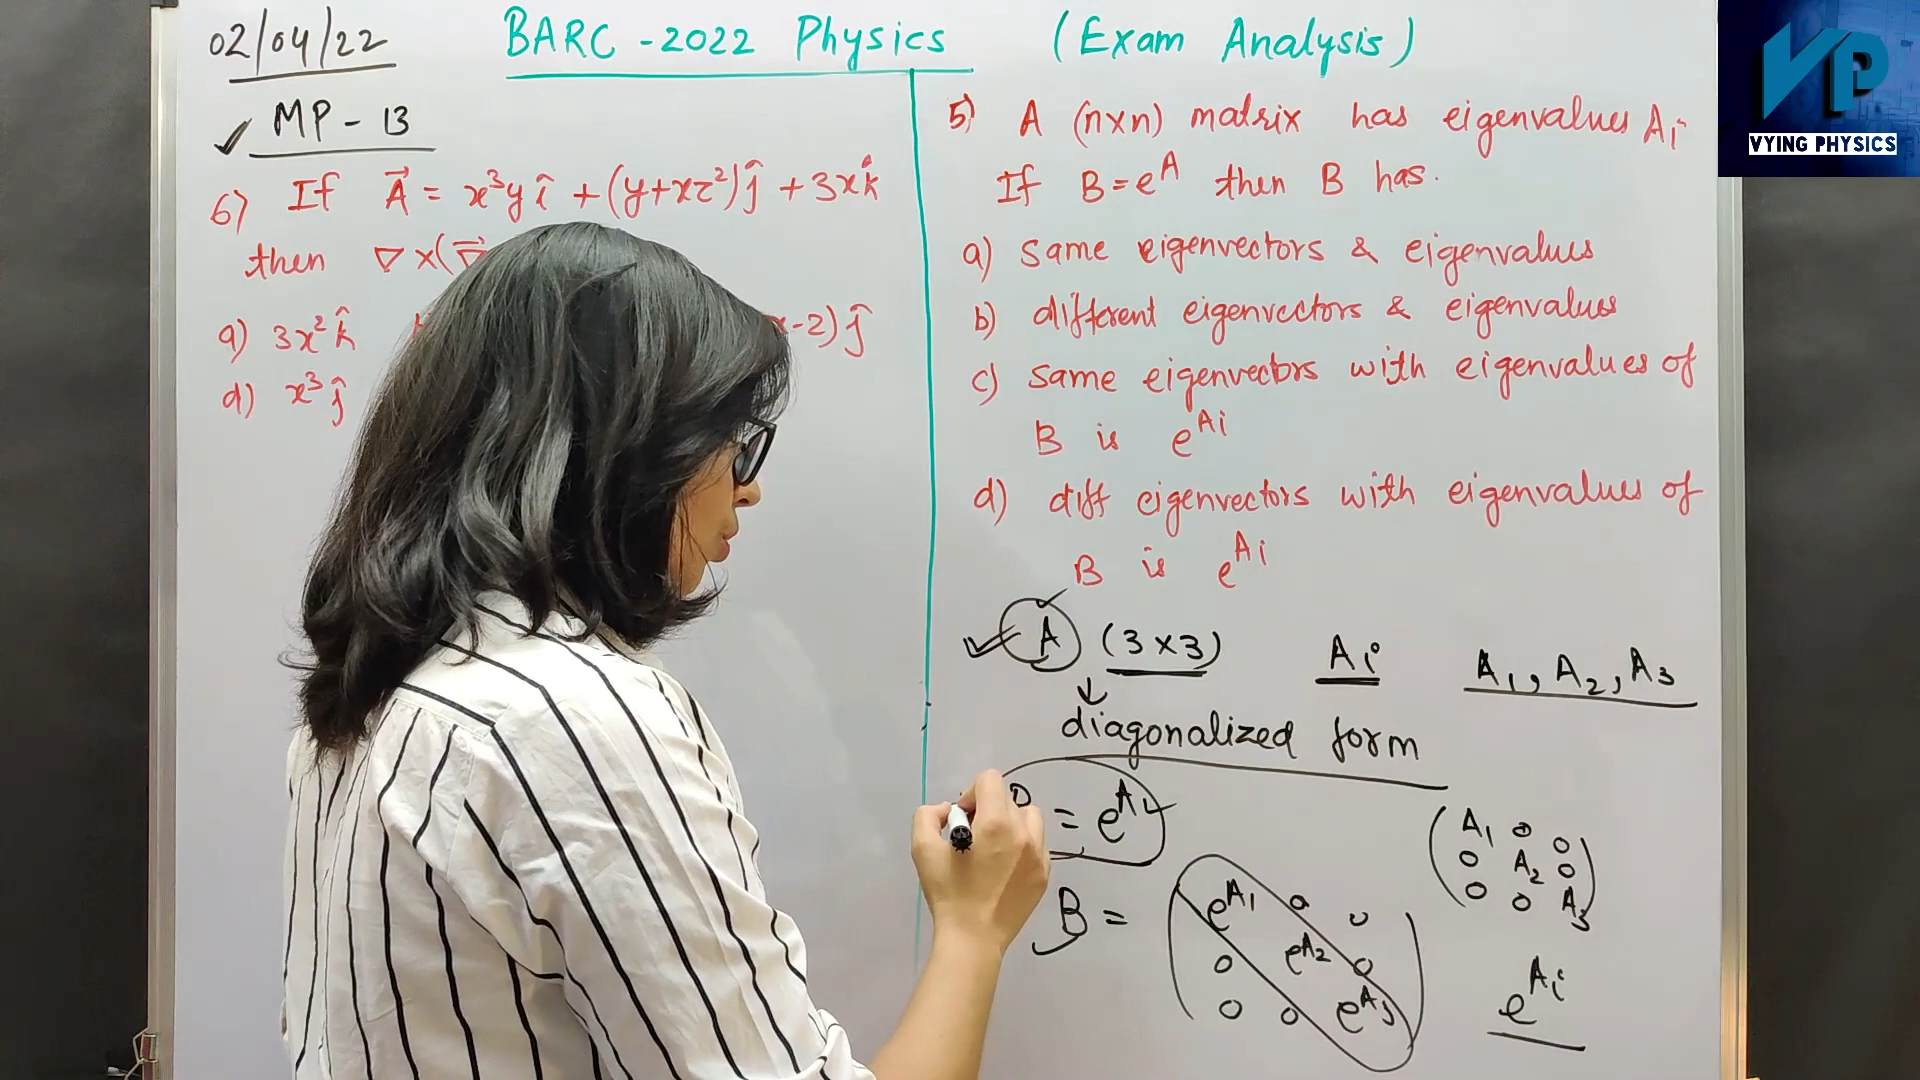 02/04/22
BARC - 2022 Physics (Exam Analysis)
MP - 13
6) If A⃗ = x³y î + (y+xz²) ĵ + 3x k̂
then ∇ × (∇⃗
a) 3x² k̂
x-2) ĵ
d) x³ ĵ
5) A (n×n) matrix has eigenvalues Ai
If B = e^A then B has.
a) same eigenvectors & eigenvalues
b) different eigenvectors & eigenvalues
c) same eigenvectors with eigenvalues of
B is e^Ai
d) diff eigenvectors with eigenvalues of
B is e^Ai
A (3×3) Ai A₁, A₂, A₃
diagonalized form
= e^A
A₁ 0 0
0 A₂ 0
0 0 A₃
B =
e^A₁ 0 0
0 e^A₂ 0
0 0 e^A₃
e^Ai
VP
VYING PHYSICS